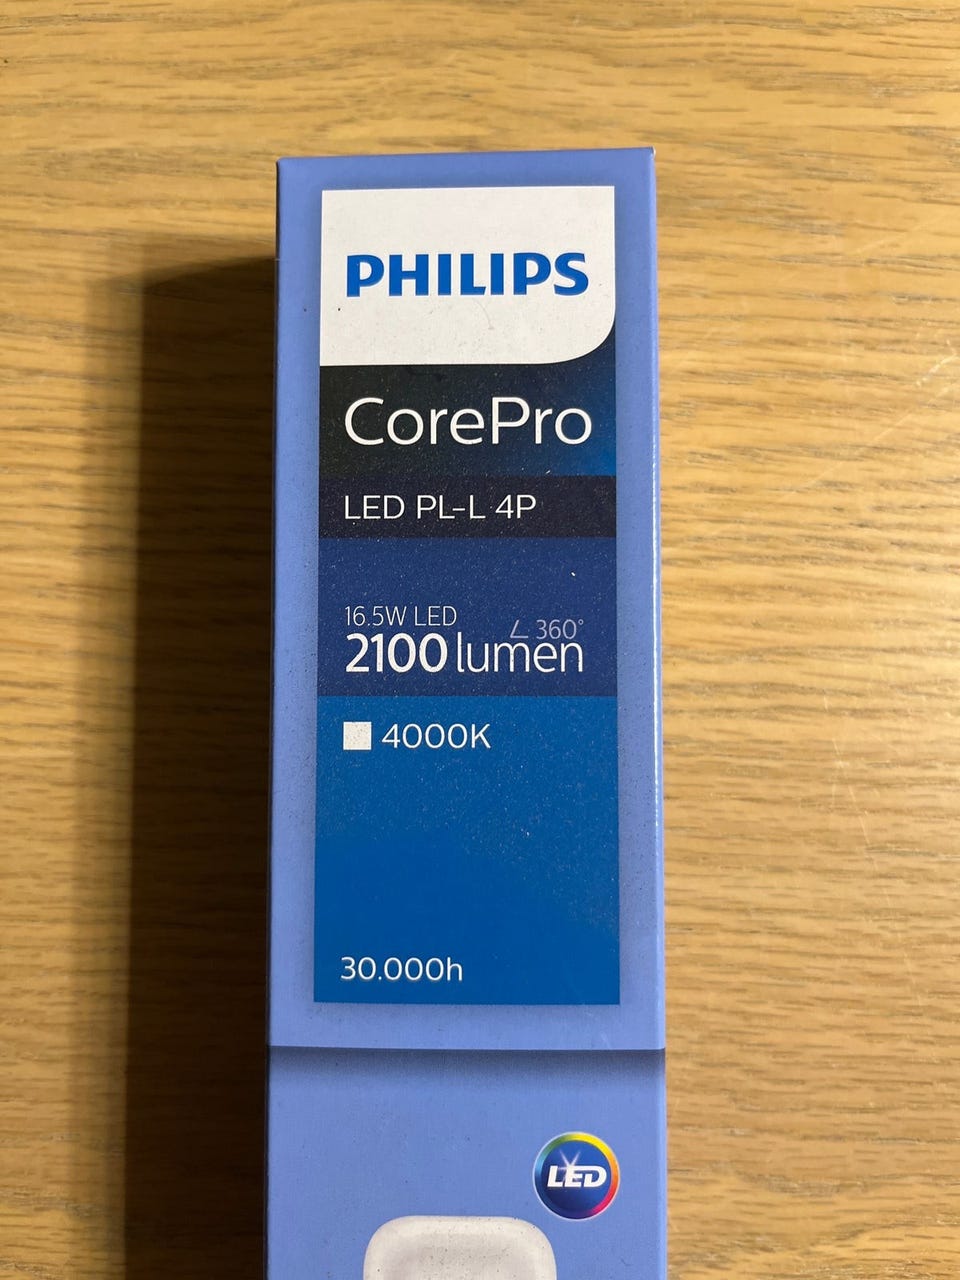 PHILIPS
CorePro
LED PL-L 4P
16.5W LED
∠ 360°
2100 lumen
4000K
30.000h
LED